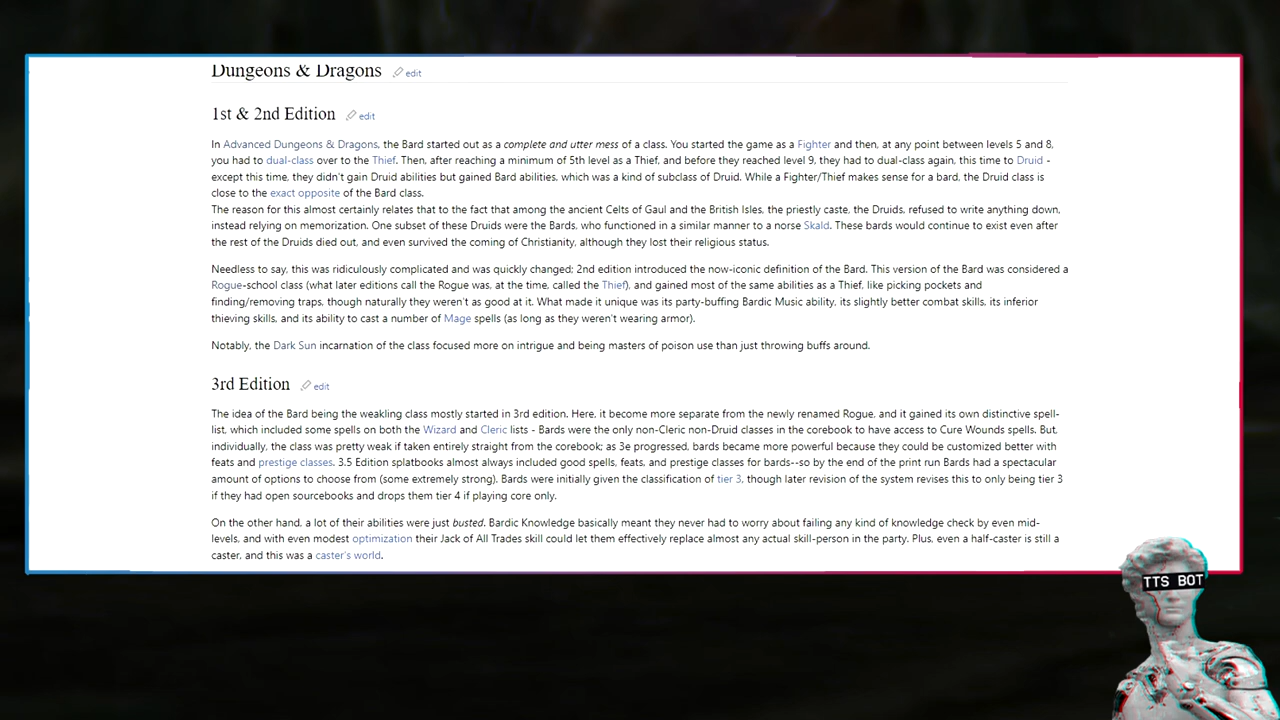 Dungeons & Dragons edit
1st & 2nd Edition edit
In Advanced Dungeons & Dragons, the Bard started out as a complete and utter mess of a class. You started the game as a Fighter and then, at any point between levels 5 and 8,
you had to dual-class over to the Thief. Then, after reaching a minimum of 5th level as a Thief, and before they reached level 9, they had to dual-class again, this time to Druid -
except this time, they didn't gain Druid abilities but gained Bard abilities, which was a kind of subclass of Druid. While a Fighter/Thief makes sense for a bard, the Druid class is
close to the exact opposite of the Bard class.
The reason for this almost certainly relates that to the fact that among the ancient Celts of Gaul and the British Isles, the priestly caste, the Druids, refused to write anything down,
instead relying on memorization. One subset of these Druids were the Bards, who functioned in a similar manner to a norse Skald. These bards would continue to exist even after
the rest of the Druids died out, and even survived the coming of Christianity, although they lost their religious status.
Needless to say, this was ridiculously complicated and was quickly changed; 2nd edition introduced the now-iconic definition of the Bard. This version of the Bard was considered a
Rogue-school class (what later editions call the Rogue was, at the time, called the Thief), and gained most of the same abilities as a Thief, like picking pockets and
finding/removing traps, though naturally they weren't as good at it. What made it unique was its party-buffing Bardic Music ability, its slightly better combat skills, its inferior
thieving skills, and its ability to cast a number of Mage spells (as long as they weren't wearing armor).
Notably, the Dark Sun incarnation of the class focused more on intrigue and being masters of poison use than just throwing buffs around.
3rd Edition edit
The idea of the Bard being the weakling class mostly started in 3rd edition. Here, it become more separate from the newly renamed Rogue, and it gained its own distinctive spell-
list, which included some spells on both the Wizard and Cleric lists - Bards were the only non-Cleric non-Druid classes in the corebook to have access to Cure Wounds spells. But,
individually, the class was pretty weak if taken entirely straight from the corebook; as 3e progressed, bards became more powerful because they could be customized better with
feats and prestige classes. 3.5 Edition splatbooks almost always included good spells, feats, and prestige classes for bards--so by the end of the print run Bards had a spectacular
amount of options to choose from (some extremely strong). Bards were initially given the classification of tier 3, though later revision of the system revises this to only being tier 3
if they had open sourcebooks and drops them tier 4 if playing core only.
On the other hand, a lot of their abilities were just busted. Bardic Knowledge basically meant they never had to worry about failing any kind of knowledge check by even mid-
levels, and with even modest optimization their Jack of All Trades skill could let them effectively replace almost any actual skill-person in the party. Plus, even a half-caster is still a
caster, and this was a caster's world.
TTS BOT